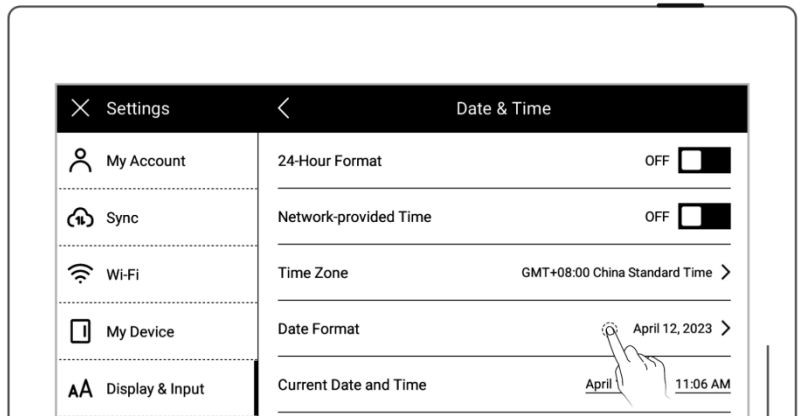 Settings
Date & Time
My Account
24-Hour Format
OFF
Sync
Network-provided Time
OFF
Wi-Fi
Time Zone
GMT+08:00 China Standard Time
My Device
Date Format
April 12, 2023
AA Display & Input
Current Date and Time
April
11:06 AM